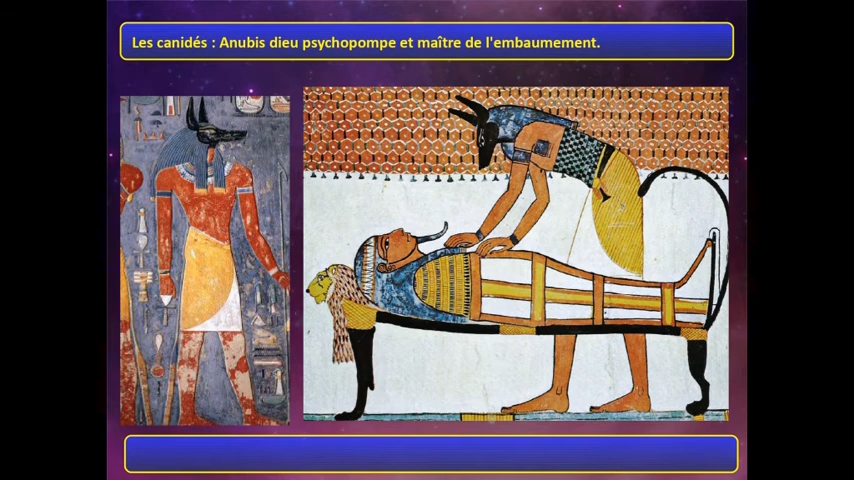 Les canidés : Anubis dieu psychopompe et maître de l'embaumement.